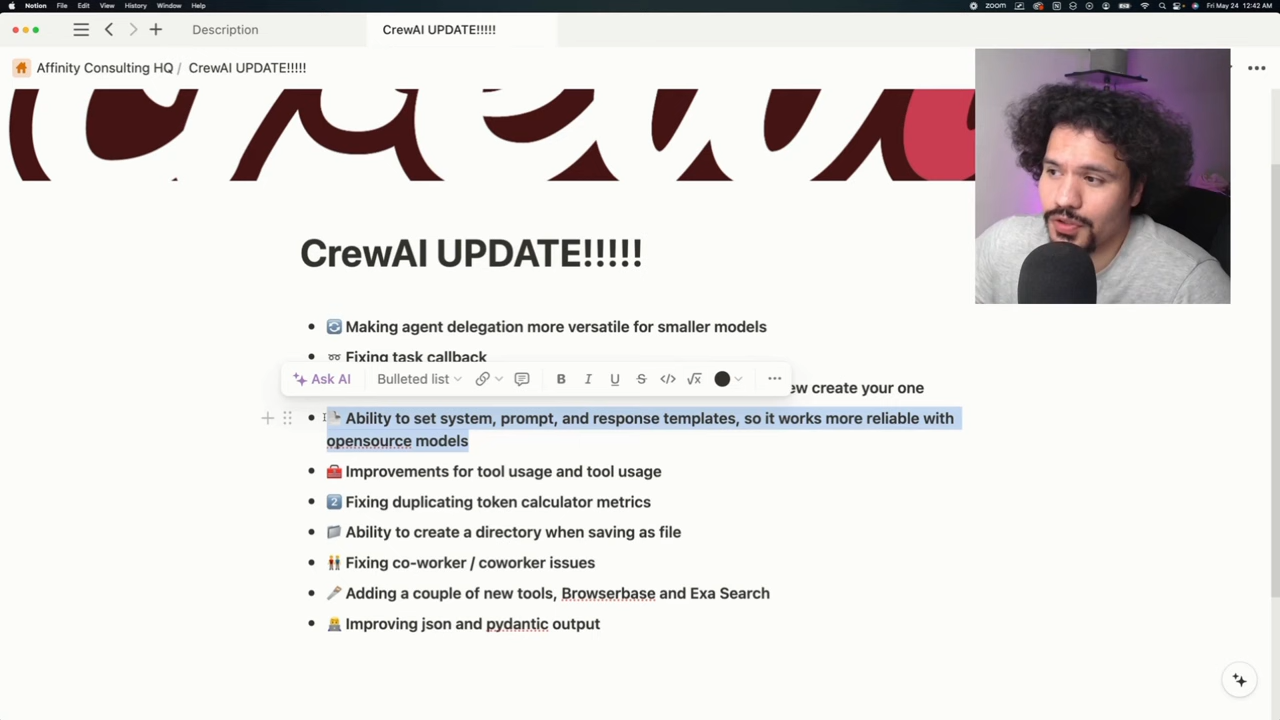 Notion File Edit View History Window Help zoom Fri May 24 12:42 AM
Description CrewAI UPDATE!!!!!
Affinity Consulting HQ / CrewAI UPDATE!!!!!
CrewAI UPDATE!!!!!
Making agent delegation more versatile for smaller models
Fixing task callback
Ask AI Bulleted list B I U S </> √x
create your one
Ability to set system, prompt, and response templates, so it works more reliable with
opensource models
Improvements for tool usage and tool usage
2 Fixing duplicating token calculator metrics
Ability to create a directory when saving as file
Fixing co-worker / coworker issues
Adding a couple of new tools, Browserbase and Exa Search
Improving json and pydantic output